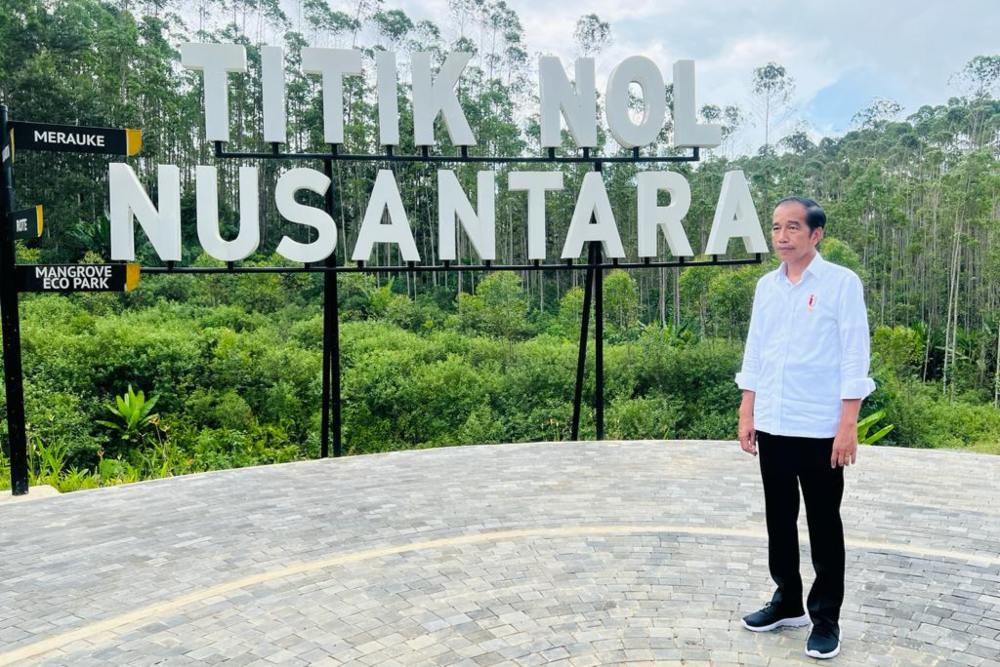 TITIK NOL
NUSANTARA
MERAUKE
MANGROVE
ECO PARK